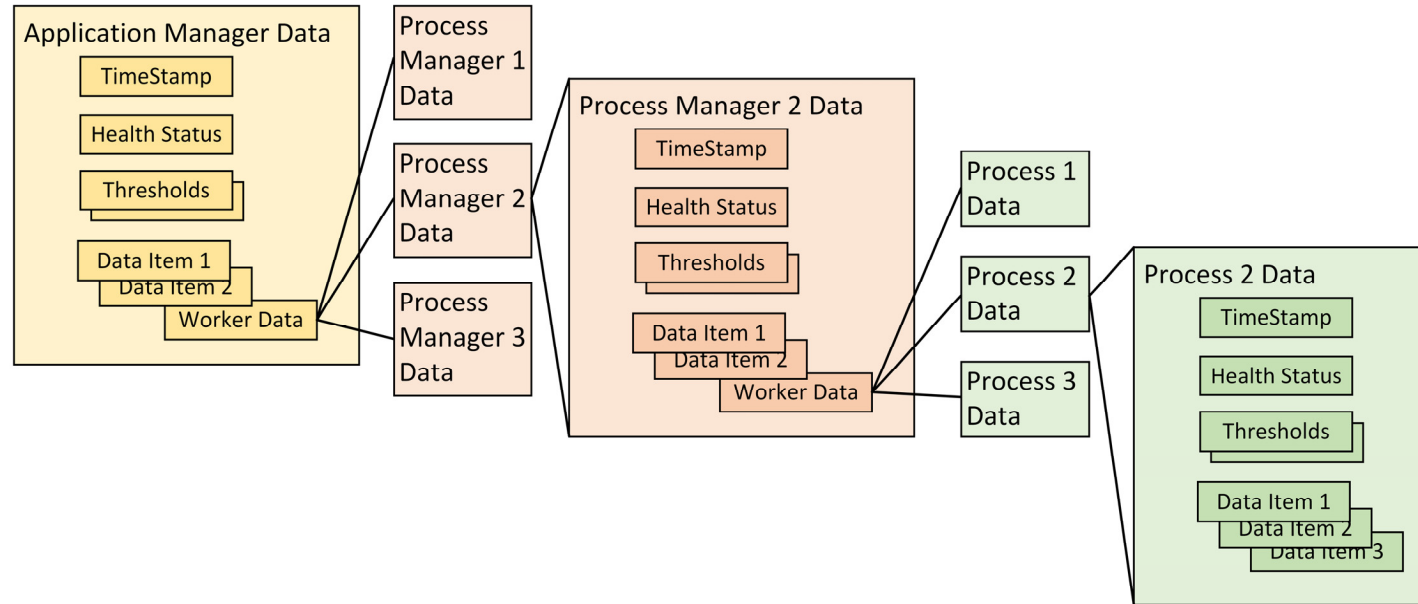 Application Manager Data
TimeStamp
Health Status
Thresholds
Data Item 1
Data Item 2
Worker Data
Process
Manager 1
Data
Process
Manager 2
Data
Process
Manager 3
Data
Process Manager 2 Data
TimeStamp
Health Status
Thresholds
Data Item 1
Data Item 2
Worker Data
Process 1
Data
Process 2
Data
Process 3
Data
Process 2 Data
TimeStamp
Health Status
Thresholds
Data Item 1
Data Item 2
Data Item 3